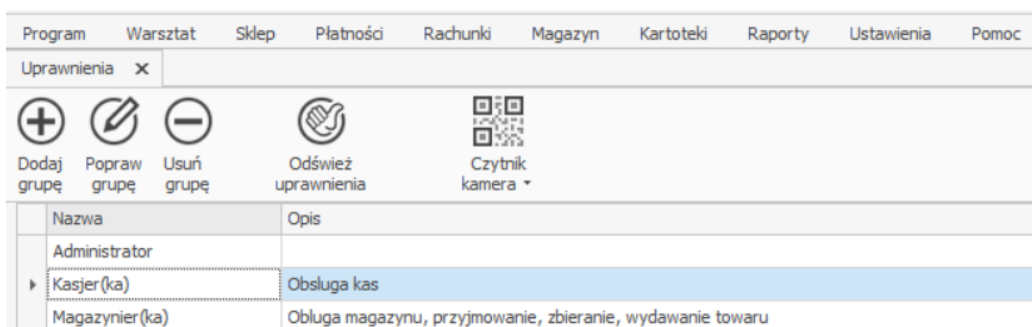 Program Warsztat Sklep Płatności Rachunki Magazyn Kartoteki Raporty Ustawienia Pomoc
Uprawnienia X
Dodaj grupę
Popraw grupę
Usuń grupę
Odśwież uprawnienia
Czytnik kamera
Nazwa Opis
Administrator
Kasjer(ka) Obsluga kas
Magazynier(ka) Obluga magazynu, przyjmowanie, zbieranie, wydawanie towaru